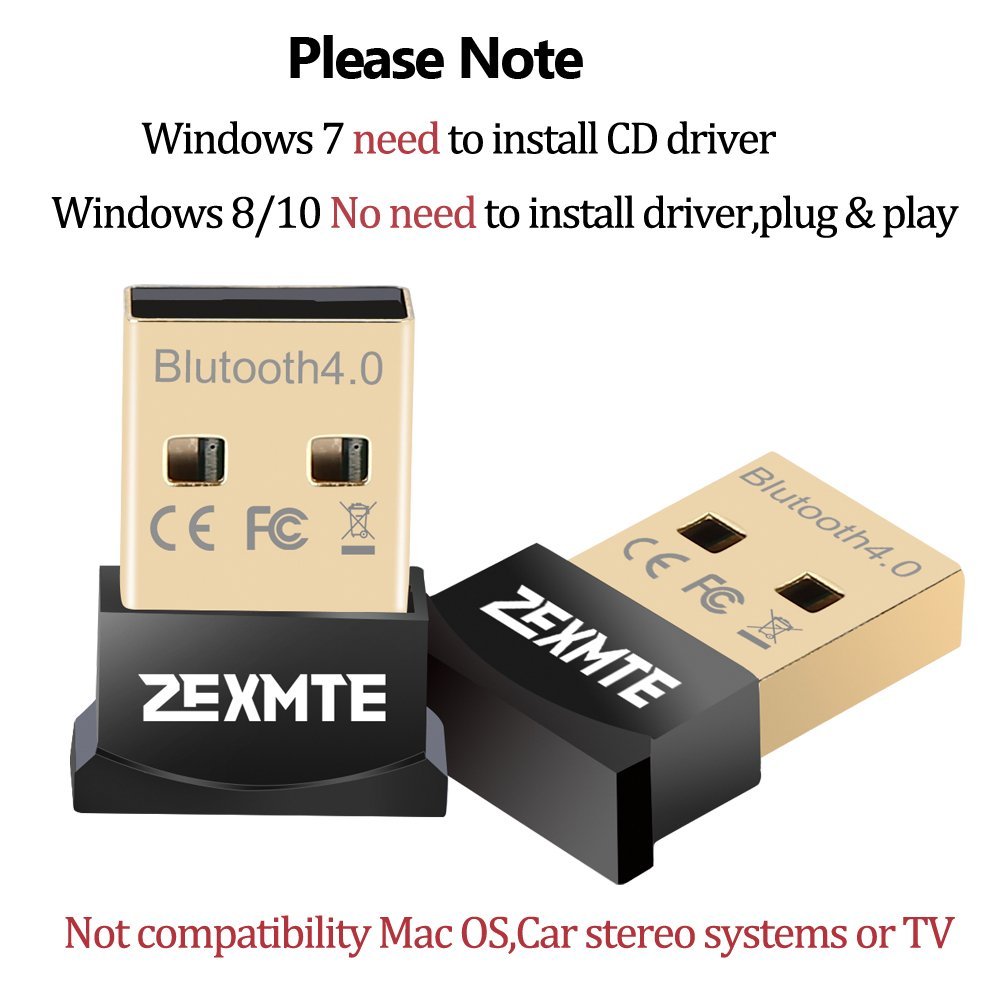 Please Note
Windows 7 need to install CD driver
Windows 8/10 No need to install driver,plug & play
Blutooth4.0
CE FC
ZEXMTE
Blutooth4.0
CE FC
ZEXMTE
Not compatibility Mac OS,Car stereo systems or TV